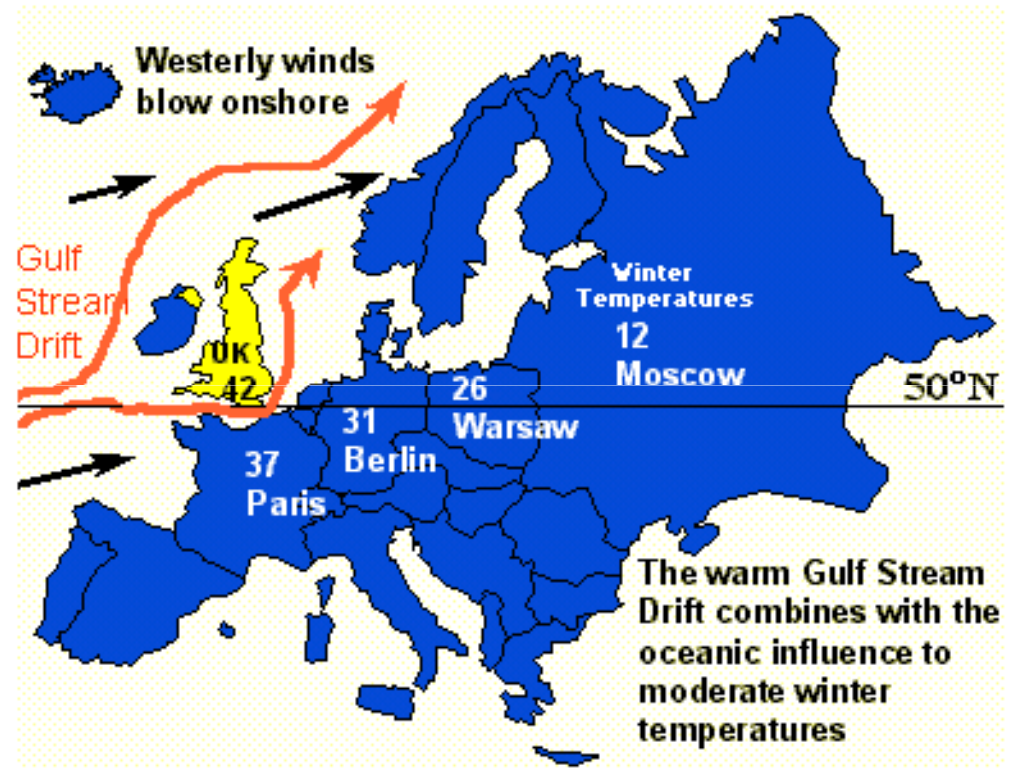 Westerly winds
blow onshore
Gulf
Stream
Drift
UK
42
Winter
Temperatures
12
Moscow
50°N
26
Warsaw
31
Berlin
37
Paris
The warm Gulf Stream
Drift combines with the
oceanic influence to
moderate winter
temperatures